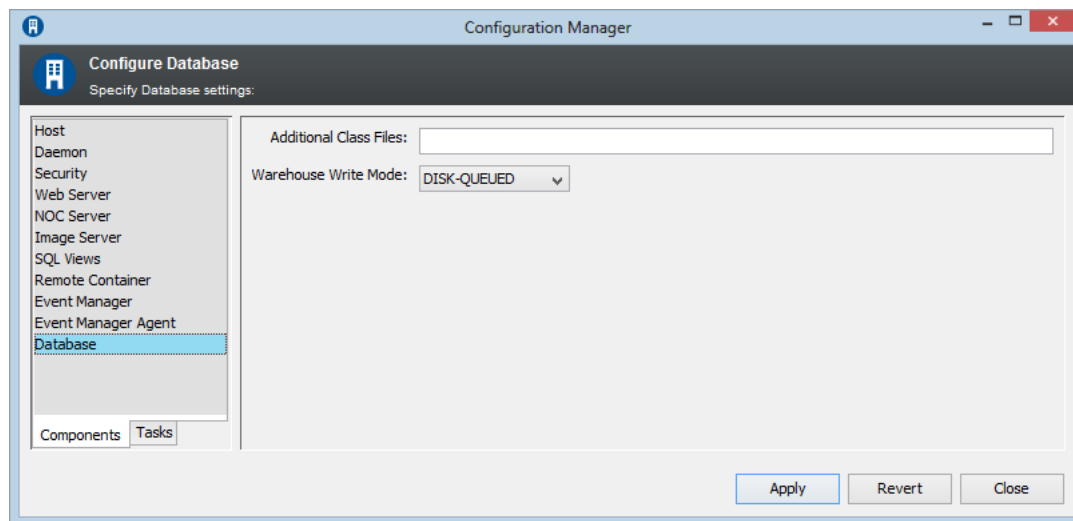 Configuration Manager
Configure Database
Specify Database settings:
Host
Daemon
Security
Web Server
NOC Server
Image Server
SQL Views
Remote Container
Event Manager
Event Manager Agent
Database
Components Tasks
Additional Class Files:
Warehouse Write Mode: DISK-QUEUED
Apply Revert Close